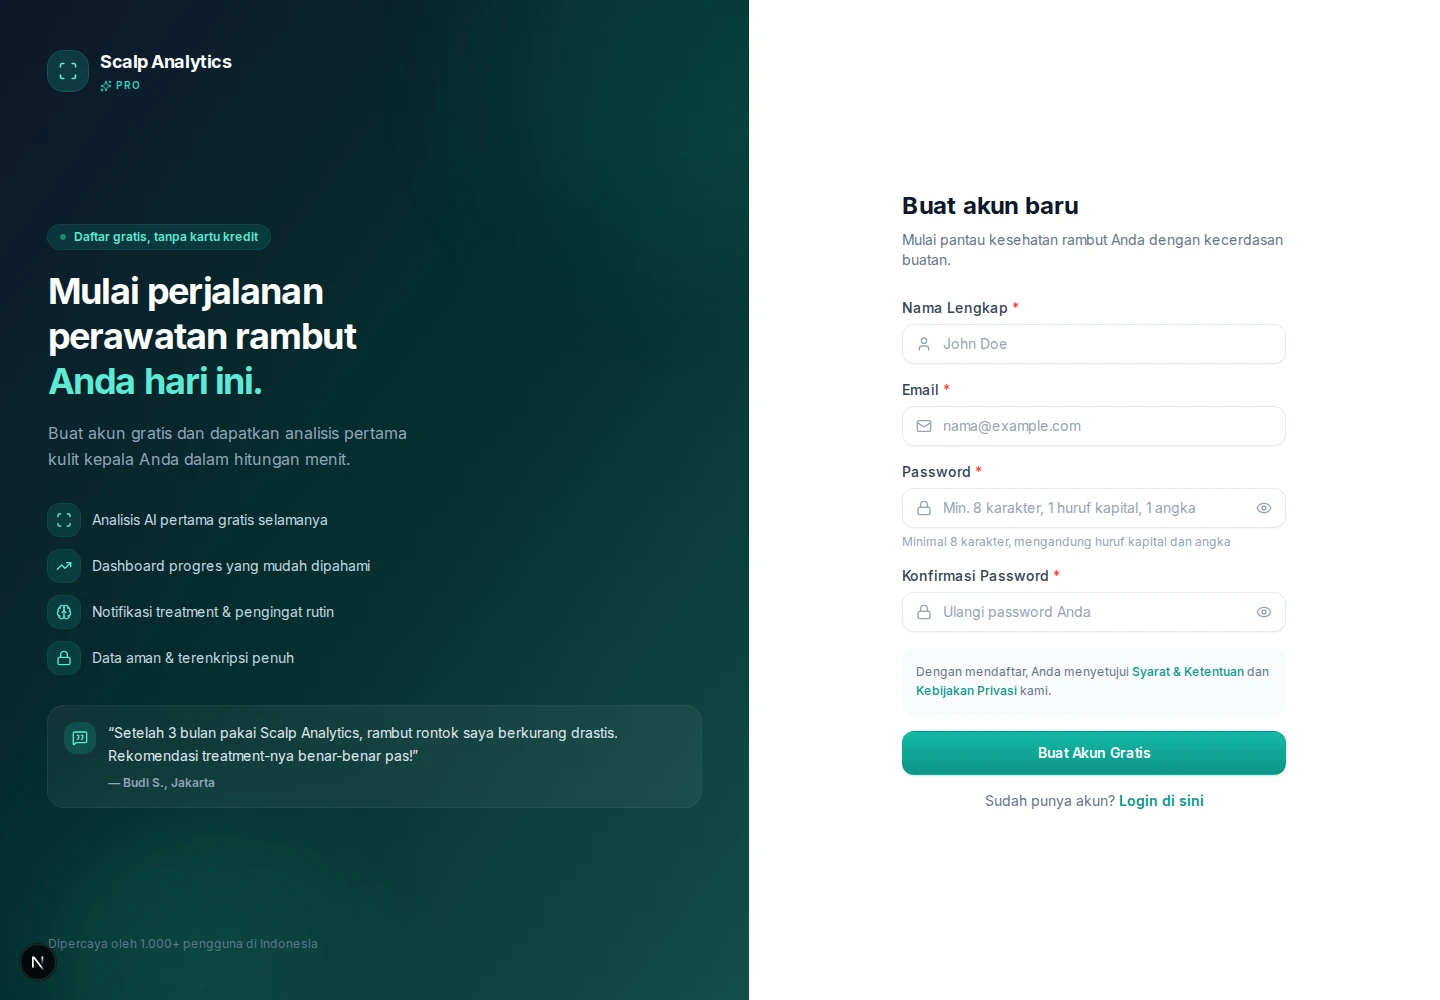 Scalp Analytics
PRO
Daftar gratis, tanpa kartu kredit
Mulai perjalanan
perawatan rambut
Anda hari ini.
Buat akun gratis dan dapatkan analisis pertama
kulit kepala Anda dalam hitungan menit.
Analisis AI pertama gratis selamanya
Dashboard progres yang mudah dipahami
Notifikasi treatment & pengingat rutin
Data aman & terenkripsi penuh
“Setelah 3 bulan pakai Scalp Analytics, rambut rontok saya berkurang drastis.
Rekomendasi treatment-nya benar-benar pas!”
— Budi S., Jakarta
Dipercaya oleh 1.000+ pengguna di Indonesia
N
Buat akun baru
Mulai pantau kesehatan rambut Anda dengan kecerdasan
buatan.
Nama Lengkap *
John Doe
Email *
nama@example.com
Password *
Min. 8 karakter, 1 huruf kapital, 1 angka
Minimal 8 karakter, mengandung huruf kapital dan angka
Konfirmasi Password *
Ulangi password Anda
Dengan mendaftar, Anda menyetujui Syarat & Ketentuan dan
Kebijakan Privasi kami.
Buat Akun Gratis
Sudah punya akun? Login di sini